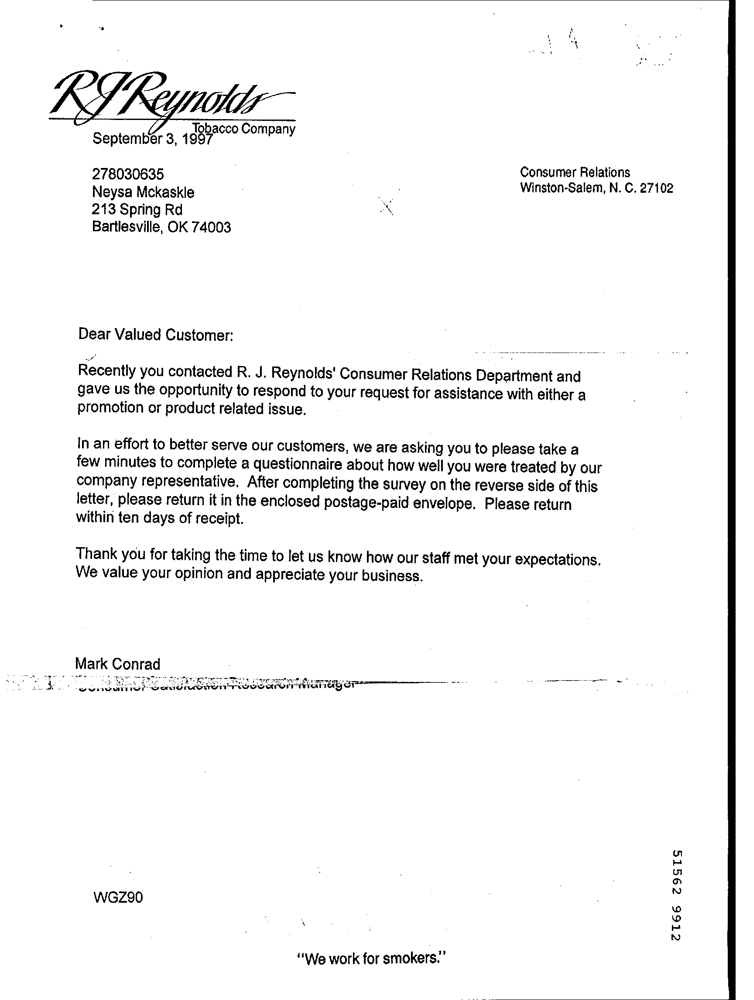 RJReynolds
Tobacco Company
September 3, 1997
278030635
Neysa Mckaskle
213 Spring Rd
Bartlesville, OK 74003
Consumer Relations
Winston-Salem, N. C. 27102
Dear Valued Customer:
Recently you contacted R. J. Reynolds' Consumer Relations Department and
gave us the opportunity to respond to your request for assistance with either a
promotion or product related issue.
In an effort to better serve our customers, we are asking you to please take a
few minutes to complete a questionnaire about how well you were treated by our
company representative.  After completing the survey on the reverse side of this
letter, please return it in the enclosed postage-paid envelope.  Please return
within ten days of receipt.
Thank you for taking the time to let us know how our staff met your expectations.
We value your opinion and appreciate your business.
Mark Conrad
Consumer Satisfaction Research Manager
WGZ90
51562 9912
"We work for smokers."